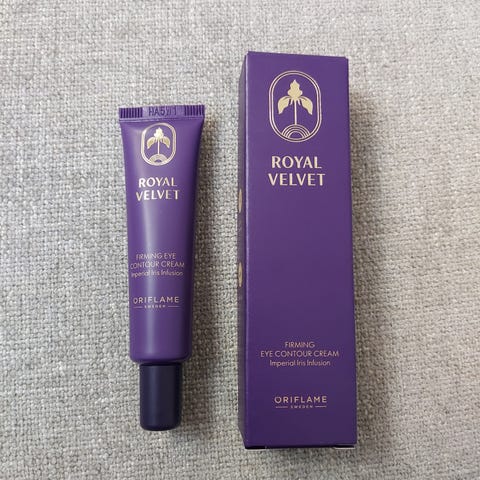 ROYAL
VELVET
FIRMING EYE
CONTOUR CREAM
Imperial Iris Infusion
ORIFLAME
SWEDEN
ROYAL
VELVET
FIRMING
EYE CONTOUR CREAM
Imperial Iris Infusion
ORIFLAME
SWEDEN